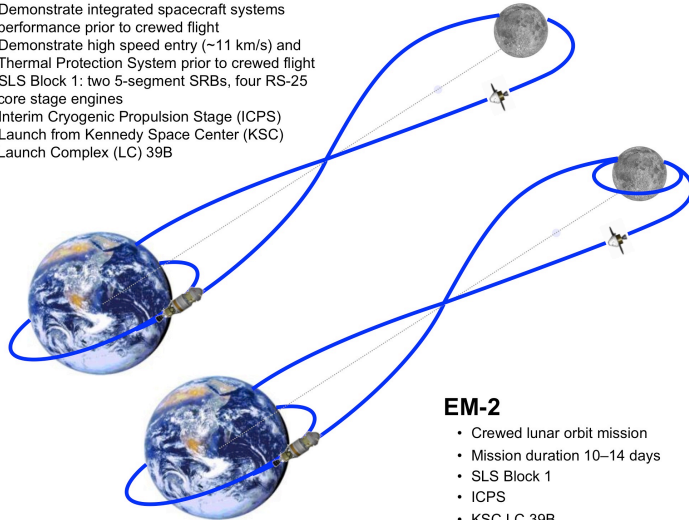 Demonstrate integrated spacecraft systems
performance prior to crewed flight
Demonstrate high speed entry (~11 km/s) and
Thermal Protection System prior to crewed flight
SLS Block 1: two 5-segment SRBs, four RS-25
core stage engines
Interim Cryogenic Propulsion Stage (ICPS)
Launch from Kennedy Space Center (KSC)
Launch Complex (LC) 39B
EM-2
• Crewed lunar orbit mission
• Mission duration 10–14 days
• SLS Block 1
• ICPS
• KSC LC 39B